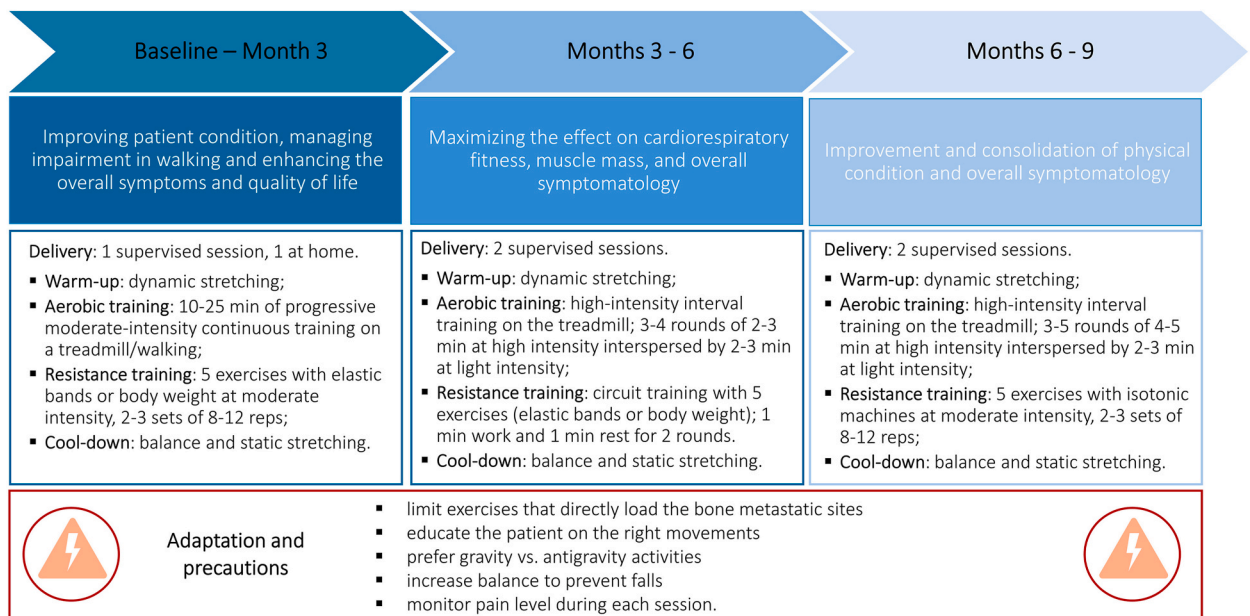 Baseline – Month 3
Months 3 - 6
Months 6 - 9
Improving patient condition, managing
impairment in walking and enhancing the
overall symptoms and quality of life
Maximizing the effect on cardiorespiratory
fitness, muscle mass, and overall
symptomatology
Improvement and consolidation of physical
condition and overall symptomatology
Delivery: 1 supervised session, 1 at home.
▪ Warm-up: dynamic stretching;
▪ Aerobic training: 10-25 min of progressive
moderate-intensity continuous training on
a treadmill/walking;
▪ Resistance training: 5 exercises with elastic
bands or body weight at moderate
intensity, 2-3 sets of 8-12 reps;
▪ Cool-down: balance and static stretching.
Delivery: 2 supervised sessions.
▪ Warm-up: dynamic stretching;
▪ Aerobic training: high-intensity interval
training on the treadmill; 3-4 rounds of 2-3
min at high intensity interspersed by 2-3 min
at light intensity;
▪ Resistance training: circuit training with 5
exercises (elastic bands or body weight); 1
min work and 1 min rest for 2 rounds.
▪ Cool-down: balance and static stretching.
Delivery: 2 supervised sessions.
▪ Warm-up: dynamic stretching;
▪ Aerobic training: high-intensity interval
training on the treadmill; 3-5 rounds of 4-5
min at high intensity interspersed by 2-3 min
at light intensity;
▪ Resistance training: 5 exercises with isotonic
machines at moderate intensity, 2-3 sets of
8-12 reps;
▪ Cool-down: balance and static stretching.
Adaptation and
precautions
▪ limit exercises that directly load the bone metastatic sites
▪ educate the patient on the right movements
▪ prefer gravity vs. antigravity activities
▪ increase balance to prevent falls
▪ monitor pain level during each session.